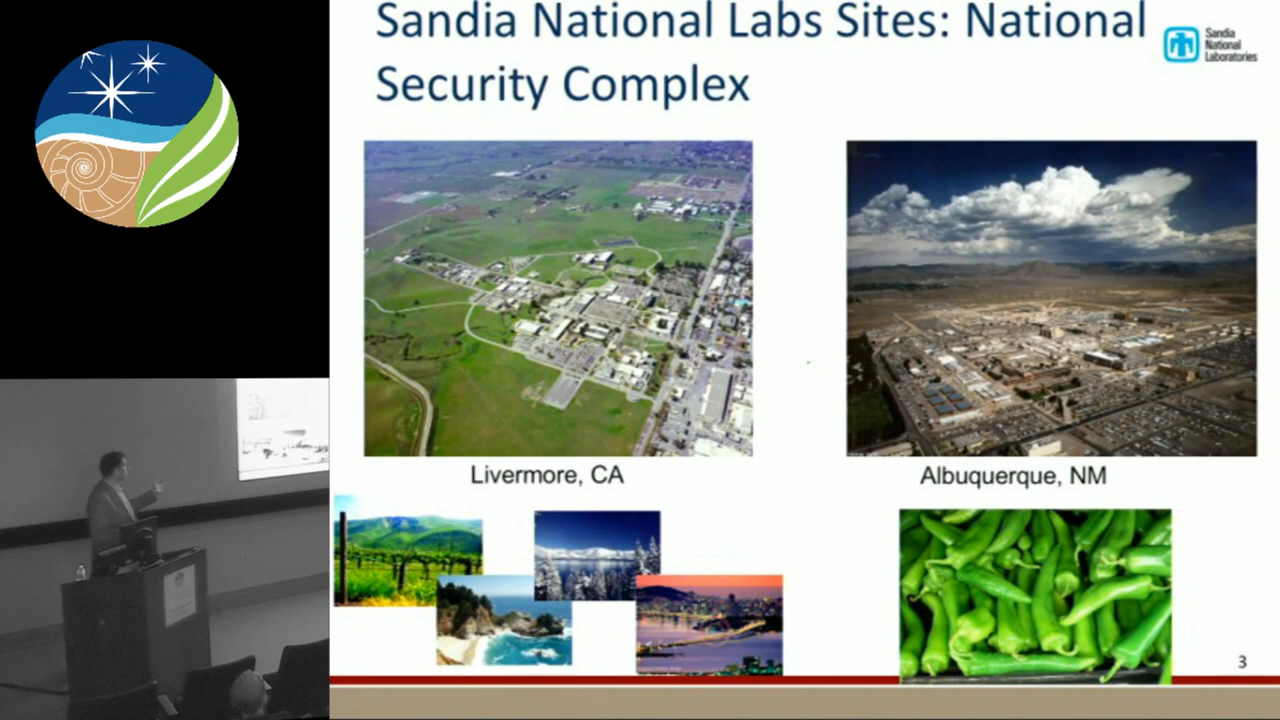 Sandia National Labs Sites: National
Security Complex
Sandia
National
Laboratories
Livermore, CA
Albuquerque, NM
3